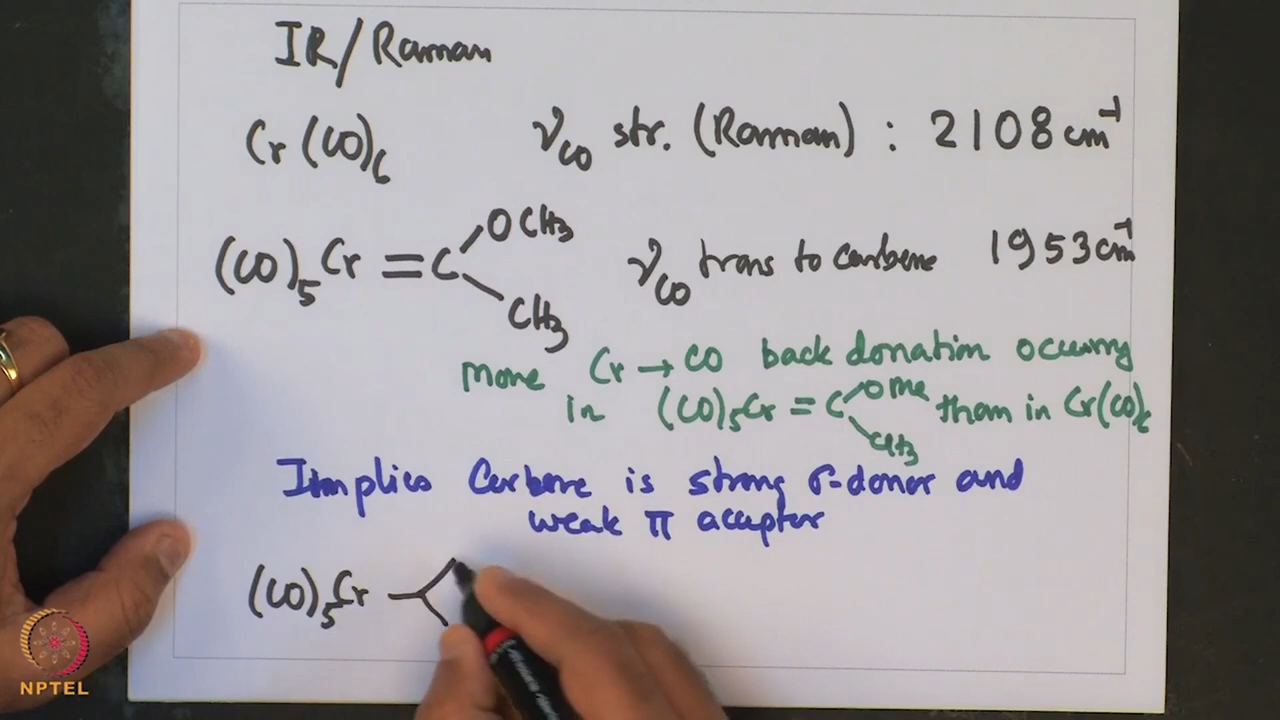 IR/Raman
Cr(CO)6 νCO str. (Raman) : 2108 cm⁻¹
(CO)5Cr=C OCH3 CH3 νCO trans to carbene 1953 cm⁻¹
more Cr → CO back donation occurring
in (CO)5Cr=C OMe CH3 than in Cr(CO)6
Implies Carbene is strong σ-donor and
weak π acceptor
(CO)5Cr
NPTEL